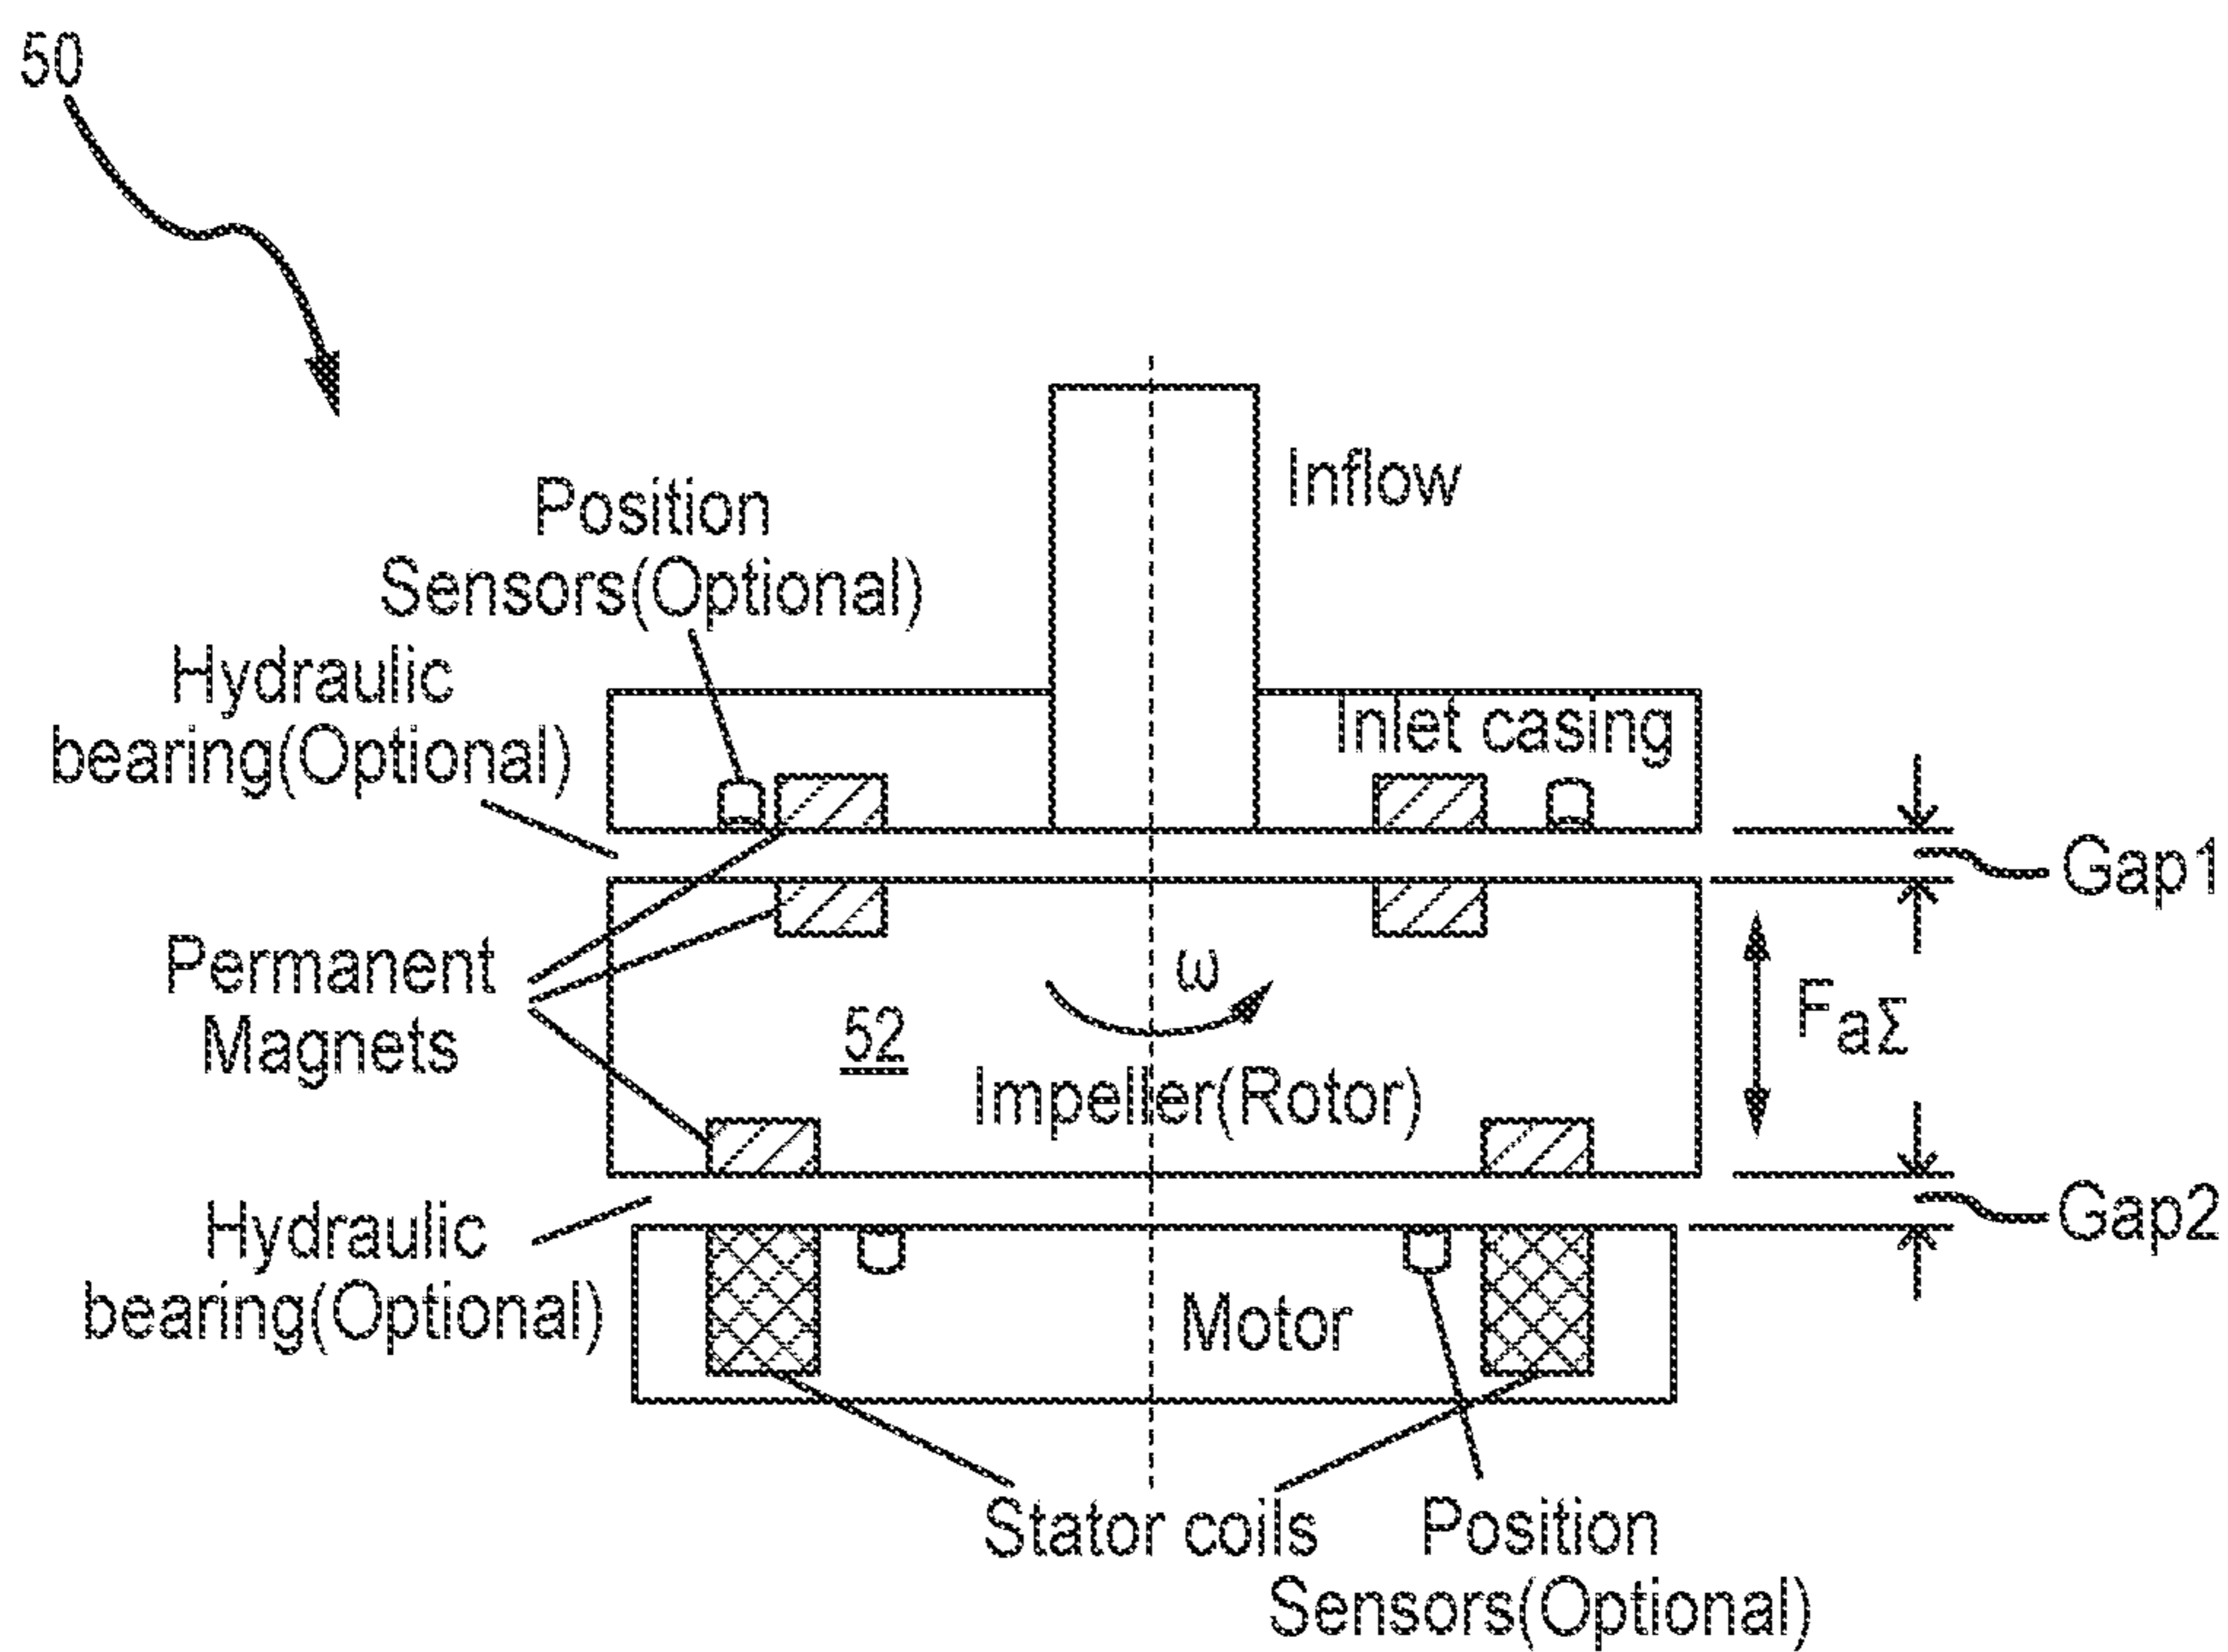 50
Inflow
Position
Sensors(Optional)
Hydraulic
bearing(Optional)
Inlet casing
Gap1
Permanent
Magnets
ω
52
FaΣ
Impeller(Rotor)
Hydraulic
bearing(Optional)
Gap2
Motor
Stator coils
Position
Sensors(Optional)